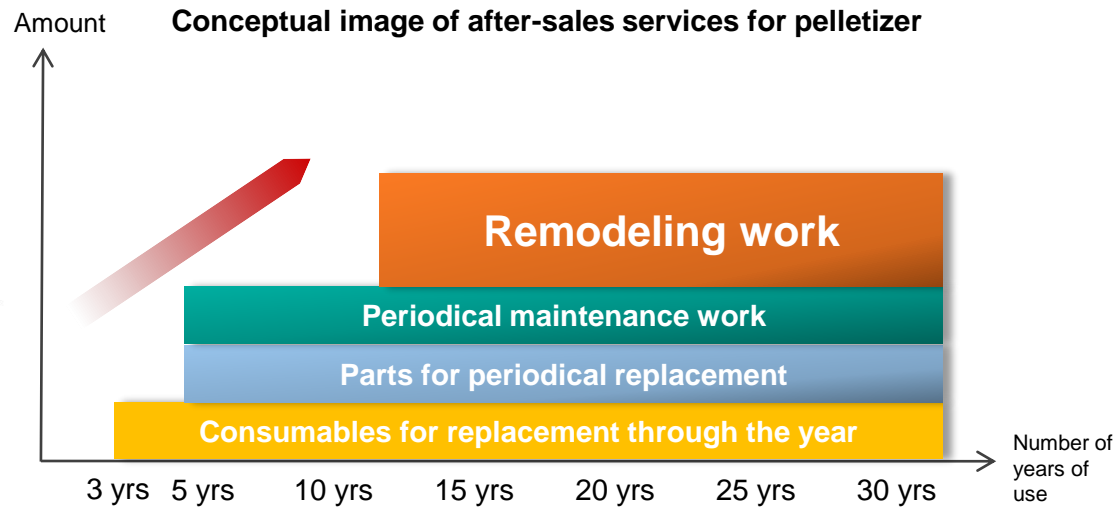 Conceptual image of after-sales services for pelletizer
Amount
Remodeling work
Periodical maintenance work
Parts for periodical replacement
Consumables for replacement through the year
3 yrs 5 yrs 10 yrs 15 yrs 20 yrs 25 yrs 30 yrs
Number of
years of
use